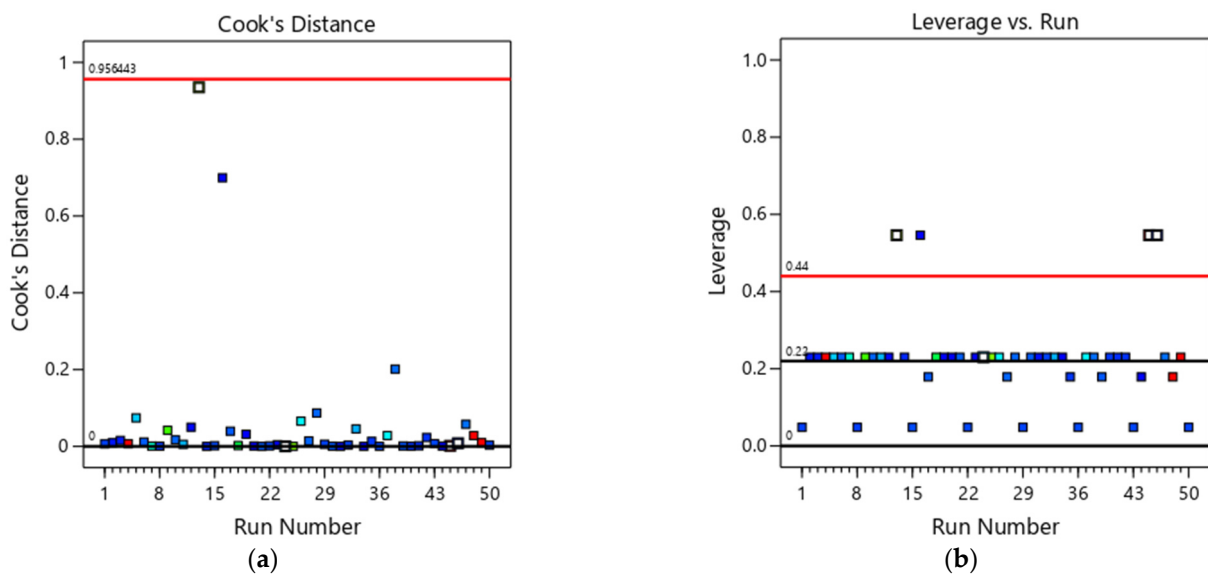 Cook's Distance
Cook's Distance
1
0.8
0.6
0.4
0.2
0
0.956443
0
1 8 15 22 29 36 43 50
Run Number
(a)
Leverage vs. Run
Leverage
1.0
0.8
0.6
0.4
0.2
0.0
0.44
0.22
0
1 8 15 22 29 36 43 50
Run Number
(b)